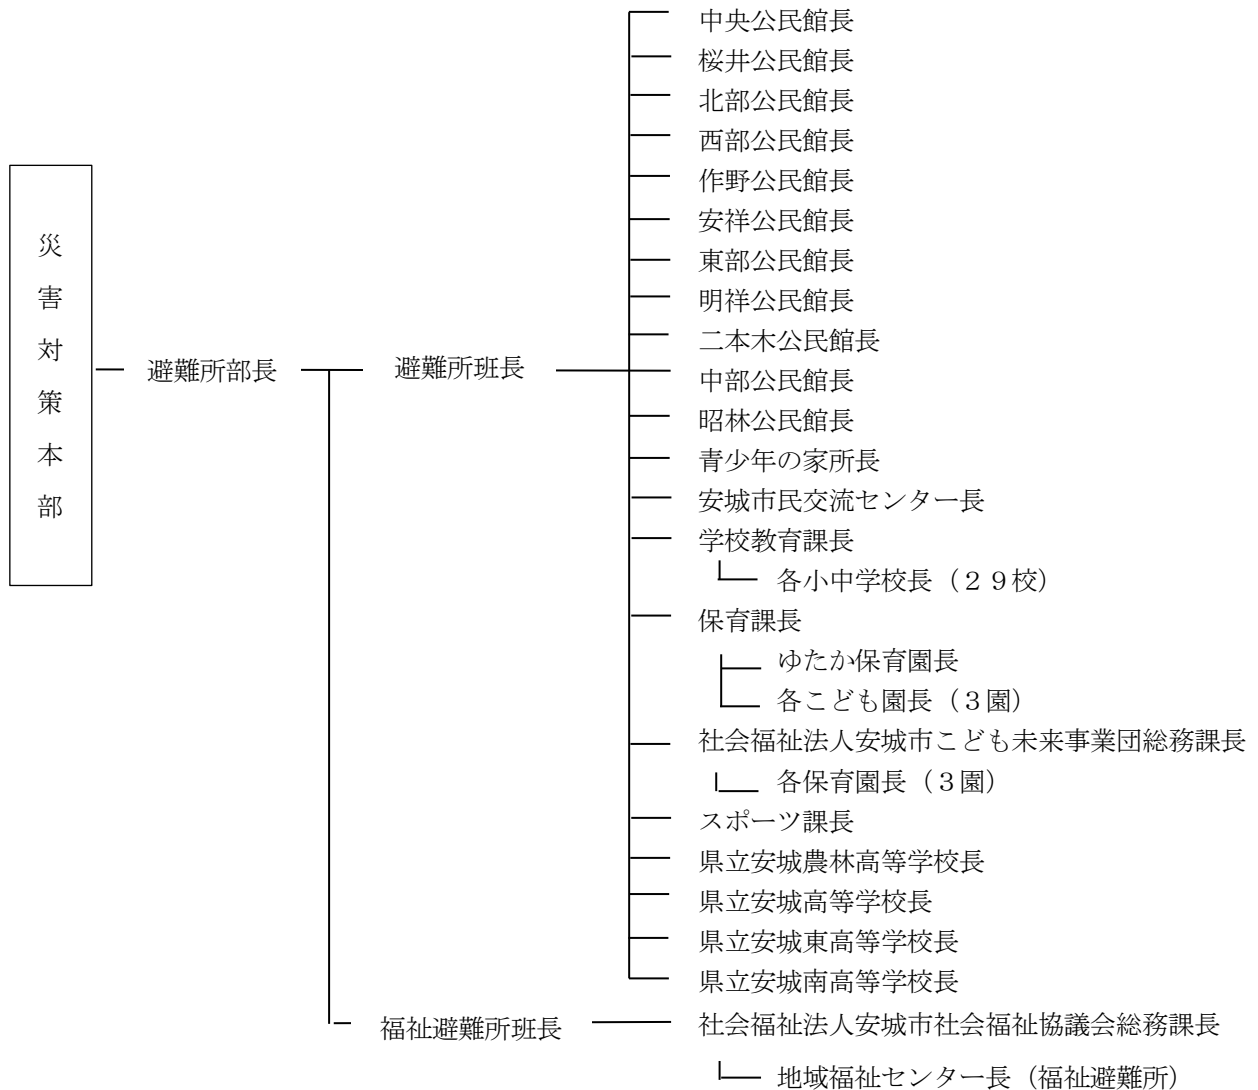 災害対策本部
避難所部長
避難所班長
中央公民館長
桜井公民館長
北部公民館長
西部公民館長
作野公民館長
安祥公民館長
東部公民館長
明祥公民館長
二本木公民館長
中部公民館長
昭林公民館長
青少年の家所長
安城市民交流センター長
学校教育課長
各小中学校長（２９校）
保育課長
ゆたか保育園長
各こども園長（３園）
社会福祉法人安城市こども未来事業団総務課長
各保育園長（３園）
スポーツ課長
県立安城農林高等学校長
県立安城高等学校長
県立安城東高等学校長
県立安城南高等学校長
福祉避難所班長
社会福祉法人安城市社会福祉協議会総務課長
地域福祉センター長（福祉避難所）